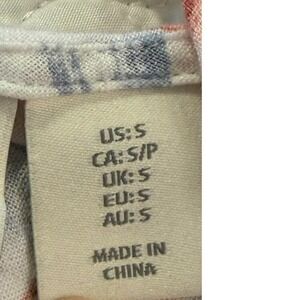 US: S
CA: S/P
UK: S
EU: S
AU: S
MADE IN
CHINA